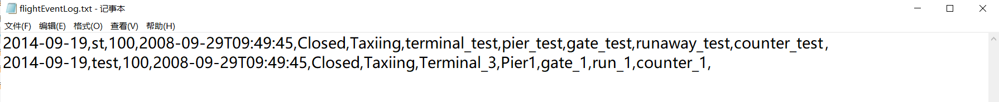 flightEventLog.txt - 记事本
文件(F) 编辑(E) 格式(O) 查看(V) 帮助(H)
2014-09-19,st,100,2008-09-29T09:49:45,Closed,Taxiing,terminal_test,pier_test,gate_test,runaway_test,counter_test,
2014-09-19,test,100,2008-09-29T09:49:45,Closed,Taxiing,Terminal_3,Pier1,gate_1,run_1,counter_1,